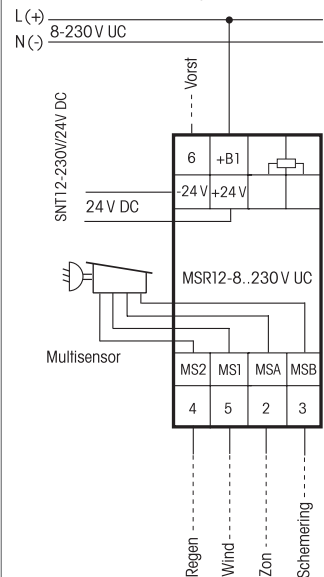 L(+)
8-230 V UC
N(-)
Vorst
6 +B1
SNT12-230V/24V DC
-24 V +24 V
24 V DC
MSR12-8..230 V UC
Multisensor
MS2 MS1 MSA MSB
4 5 2 3
Regen
Wind
Zon
Schemering